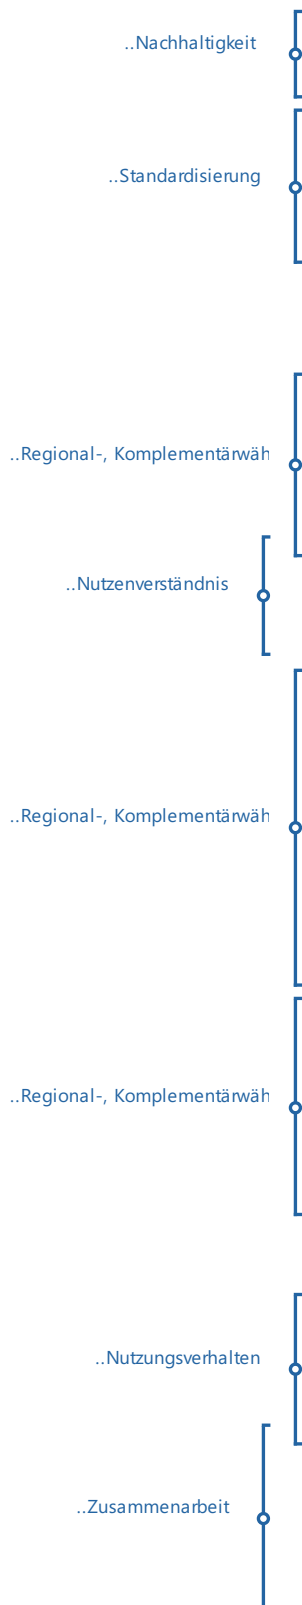 ..Nachhaltigkeit
..Standardisierung
..Regional-, Komplementärwäh
..Nutzenverständnis
..Regional-, Komplementärwäh
..Regional-, Komplementärwäh
..Nutzungsverhalten
..Zusammenarbeit